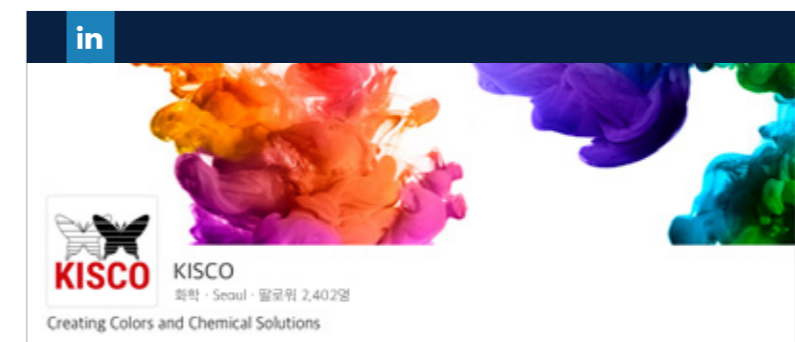 in
KISCO
KISCO
화학 · Seoul · 팔로워 2,402명
Creating Colors and Chemical Solutions